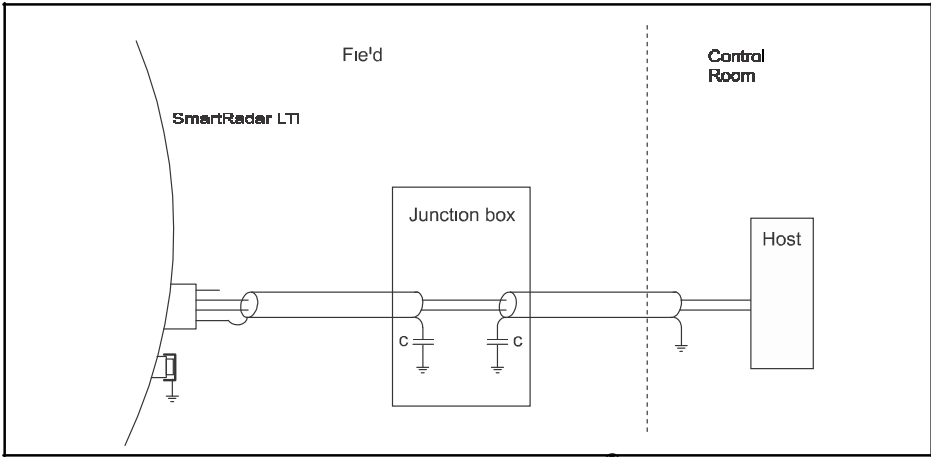 Fie'd
Control
Room
SmartRadar LTI
Junction box
Host
C
C